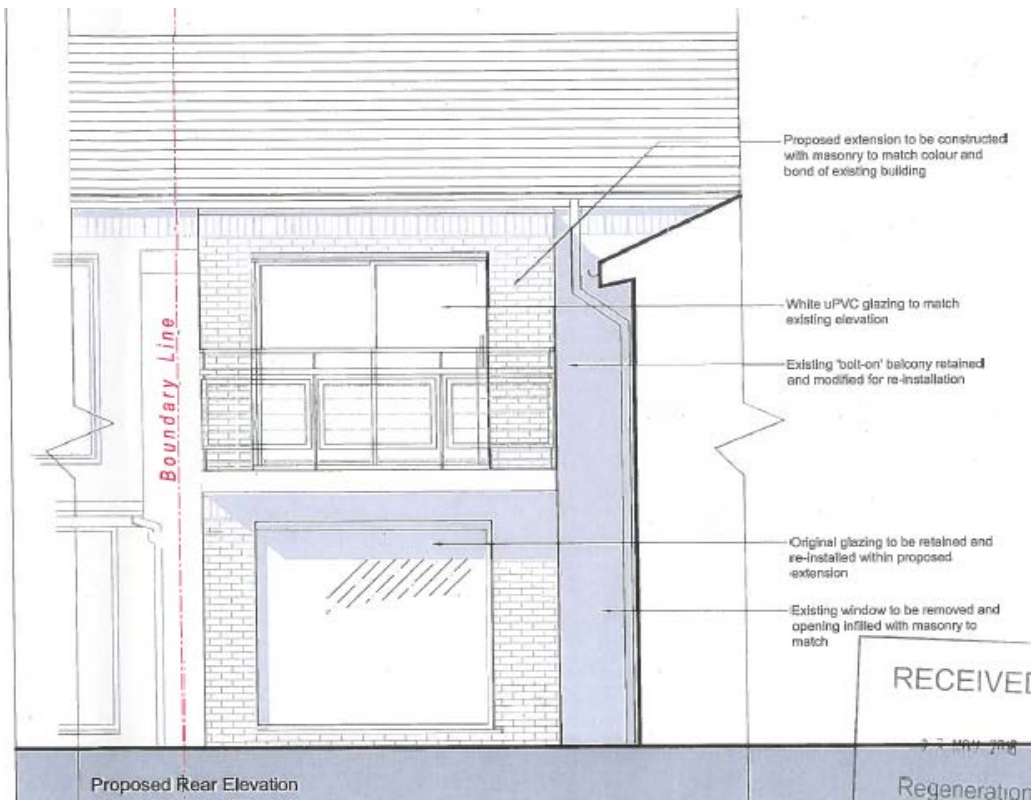 Proposed extension to be constructed
with masonry to match colour and
bond of existing building
White uPVC glazing to match
existing elevation
Boundary Line
Existing 'bolt-on' balcony retained
and modified for re-installation
Original glazing to be retained and
re-installed within proposed
extension
Existing window to be removed and
opening infilled with masonry to
match
RECEIVED
MAY 2018
Proposed Rear Elevation
Regeneration